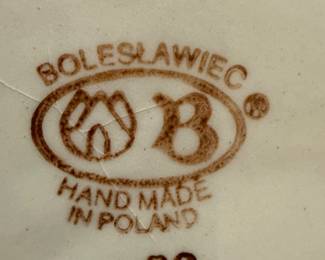 BOLESŁAWIEC
B ®
HAND MADE
IN POLAND